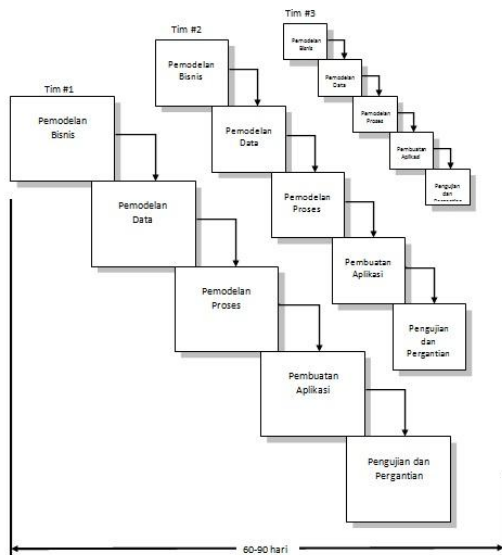 Tim #1
Pemodelan
Bisnis
Pemodelan
Data
Pemodelan
Proses
Pembuatan
Aplikasi
Pengujian dan
Pergantian
Tim #2
Pemodelan
Bisnis
Pemodelan
Data
Pemodelan
Proses
Pembuatan
Aplikasi
Pengujian
dan
Pergantian
Tim #3
Pemodelan
Bisnis
Pemodelan
Data
Pemodelan
Proses
Pembuatan
Aplikasi
Pengujian
dan
60-90 hari